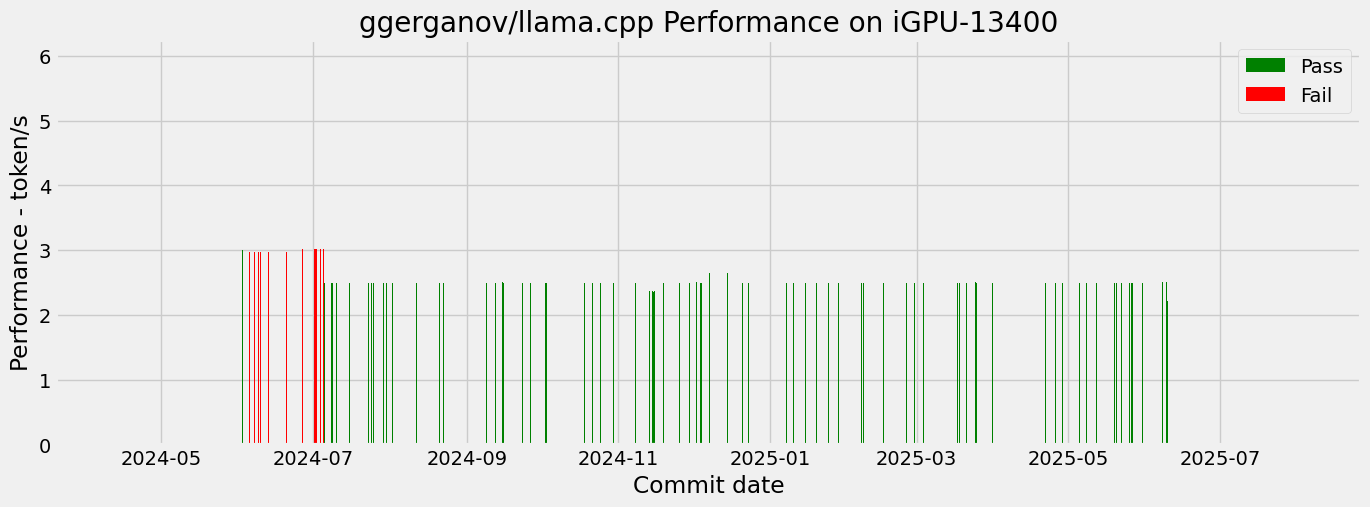 ggerganov/llama.cpp Performance on iGPU-13400
Pass
Fail
Performance - token/s
6
5
4
3
2
1
0
2024-05 2024-07 2024-09 2024-11 2025-01 2025-03 2025-05 2025-07
Commit date